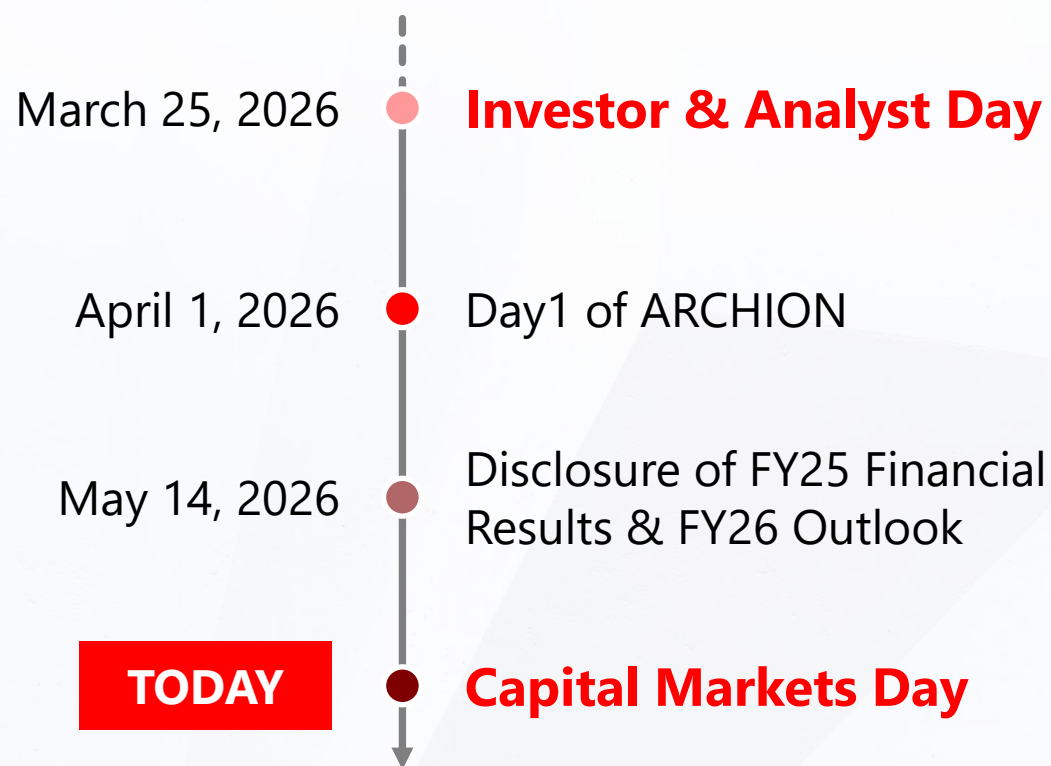 March 25, 2026
Investor & Analyst Day
April 1, 2026
Day1 of ARCHION
May 14, 2026
Disclosure of FY25 Financial
Results & FY26 Outlook
TODAY
Capital Markets Day